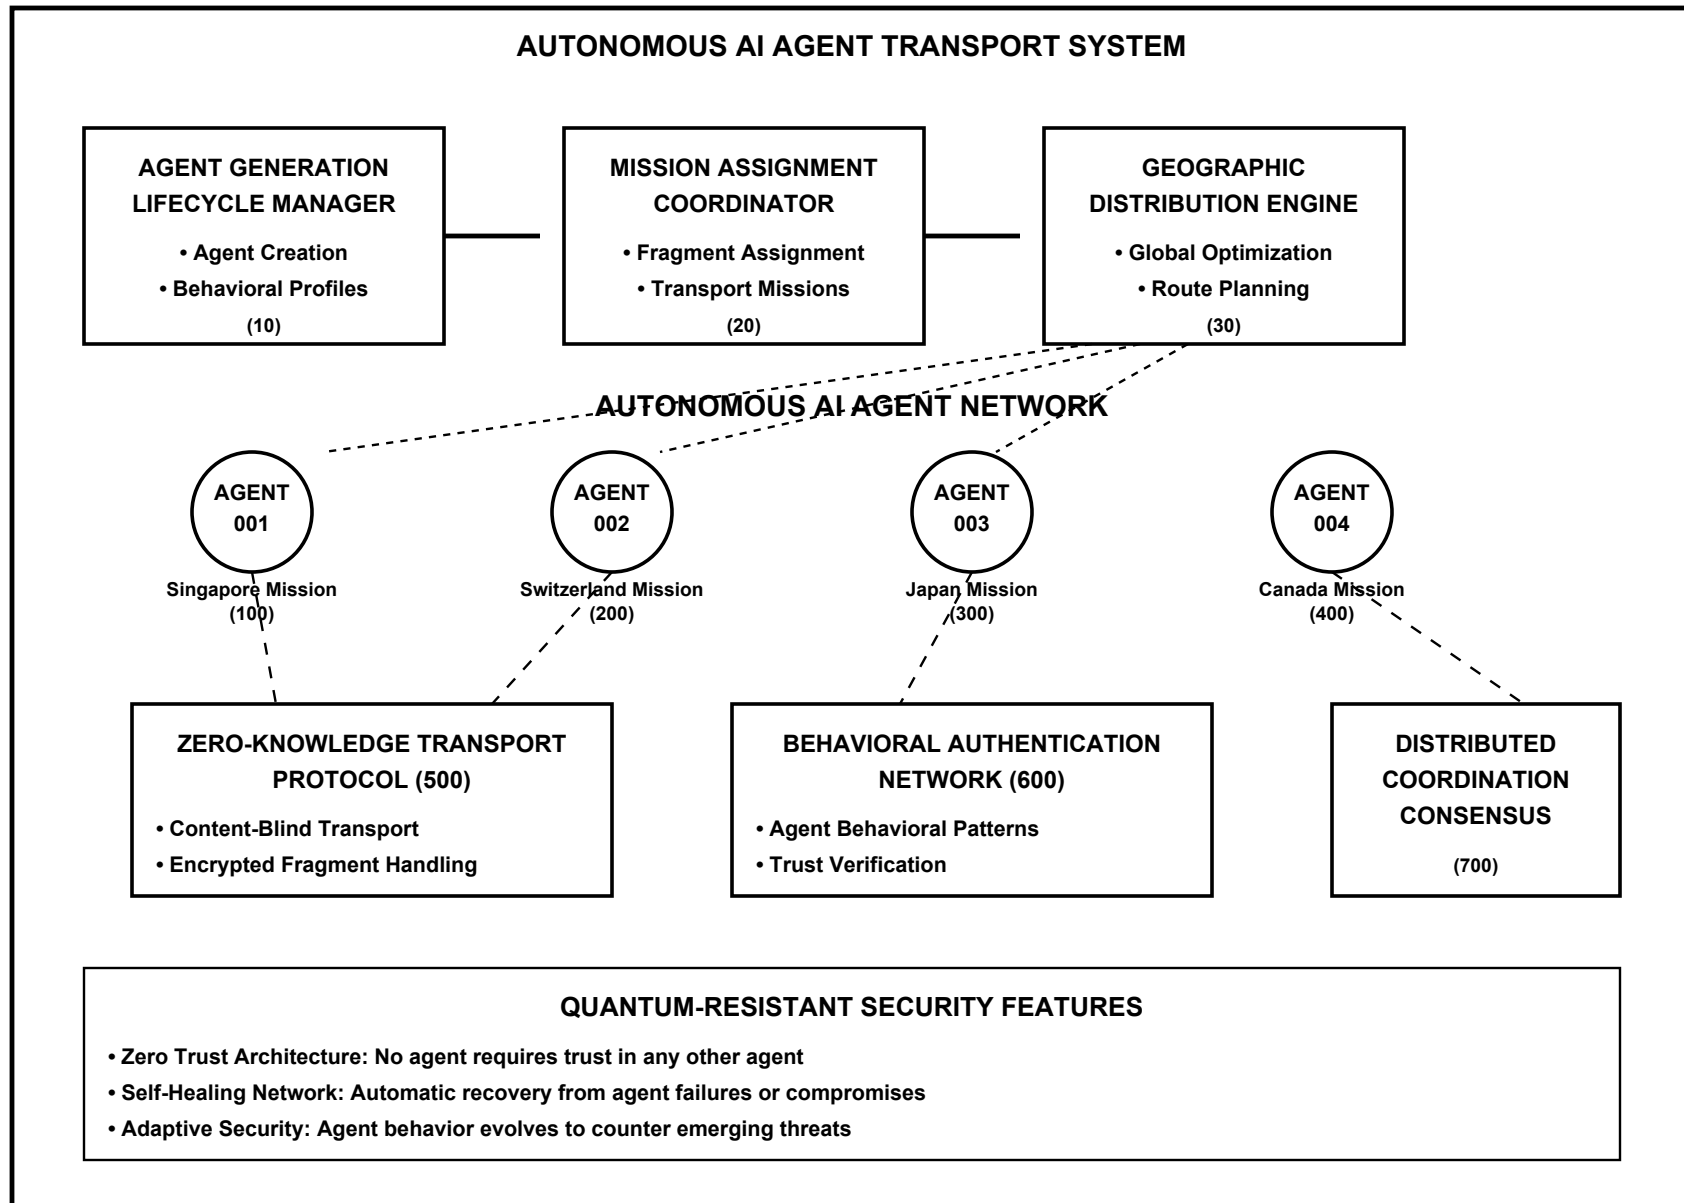 AUTONOMOUS AI AGENT TRANSPORT SYSTEM
AGENT GENERATION
LIFECYCLE MANAGER
• Agent Creation
• Behavioral Profiles
(10)
MISSION ASSIGNMENT
COORDINATOR
• Fragment Assignment
• Transport Missions
(20)
GEOGRAPHIC
DISTRIBUTION ENGINE
• Global Optimization
• Route Planning
(30)
AUTONOMOUS AI AGENT NETWORK
AGENT
001
Singapore Mission
(100)
AGENT
002
Switzerland Mission
(200)
AGENT
003
Japan Mission
(300)
AGENT
004
Canada Mission
(400)
ZERO-KNOWLEDGE TRANSPORT
PROTOCOL (500)
• Content-Blind Transport
• Encrypted Fragment Handling
BEHAVIORAL AUTHENTICATION
NETWORK (600)
• Agent Behavioral Patterns
• Trust Verification
DISTRIBUTED
COORDINATION
CONSENSUS
(700)
QUANTUM-RESISTANT SECURITY FEATURES
• Zero Trust Architecture: No agent requires trust in any other agent
• Self-Healing Network: Automatic recovery from agent failures or compromises
• Adaptive Security: Agent behavior evolves to counter emerging threats